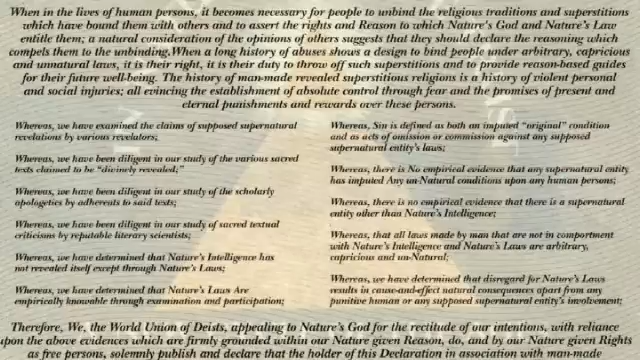 When in the lives of human persons, it becomes necessary for people to unbind the religious traditions and superstitions
which have bound them with others and to assert the rights and Reason to which Nature's God and Nature's Law
entitle them; a natural consideration of the opinions of others suggests that they should declare the reasoning which
compels them to the unbinding.When a long history of abuses shows a design to bind people under arbitrary, capricious
and unnatural laws, it is their right, it is their duty to throw off such superstitions and to provide reason-based guides
for their future well-being. The history of man-made revealed superstitious religions is a history of violent personal
and social injuries; all evincing the establishment of absolute control through fear and the promises of present and
eternal punishments and rewards over these persons.
Whereas, we have examined the claims of supposed supernatural
revelations by various revelators;
Whereas, we have been diligent in our study of the various sacred
texts claimed to be "divinely revealed;"
Whereas, we have been diligent in our study of the scholarly
apologetics by adherents to said texts;
Whereas, we have been diligent in our study of sacred textual
criticisms by reputable literary scientists;
Whereas, we have determined that Nature's Intelligence has
not revealed itself except through Nature's Laws;
Whereas, we have determined that Nature's Laws Are
empirically knowable through examination and participation;
Whereas, Sin is defined as both an imputed "original" condition
and as acts of omission or commission against any supposed
supernatural entity's laws;
Whereas, there is No empirical evidence that any supernatural entity
has imputed Any un-Natural conditions upon any human persons;
Whereas, there is no empirical evidence that there is a supernatural
entity other than Nature's Intelligence;
Whereas, that all laws made by man that are not in comportment
with Nature's Intelligence and Nature's Laws are arbitrary,
capricious and un-Natural;
Whereas, we have determined that disregard for Nature's Laws
results in cause-and-effect natural consequences apart from any
punitive human or any supposed supernatural entity's involvement;
Therefore, We, the World Union of Deists, appealing to Nature's God for the rectitude of our intentions, with reliance
upon the above evidences which are firmly grounded within our Nature given Reason, do, and by our Nature given Rights
as free persons, solemnly publish and declare that the holder of this Declaration in association with man-made